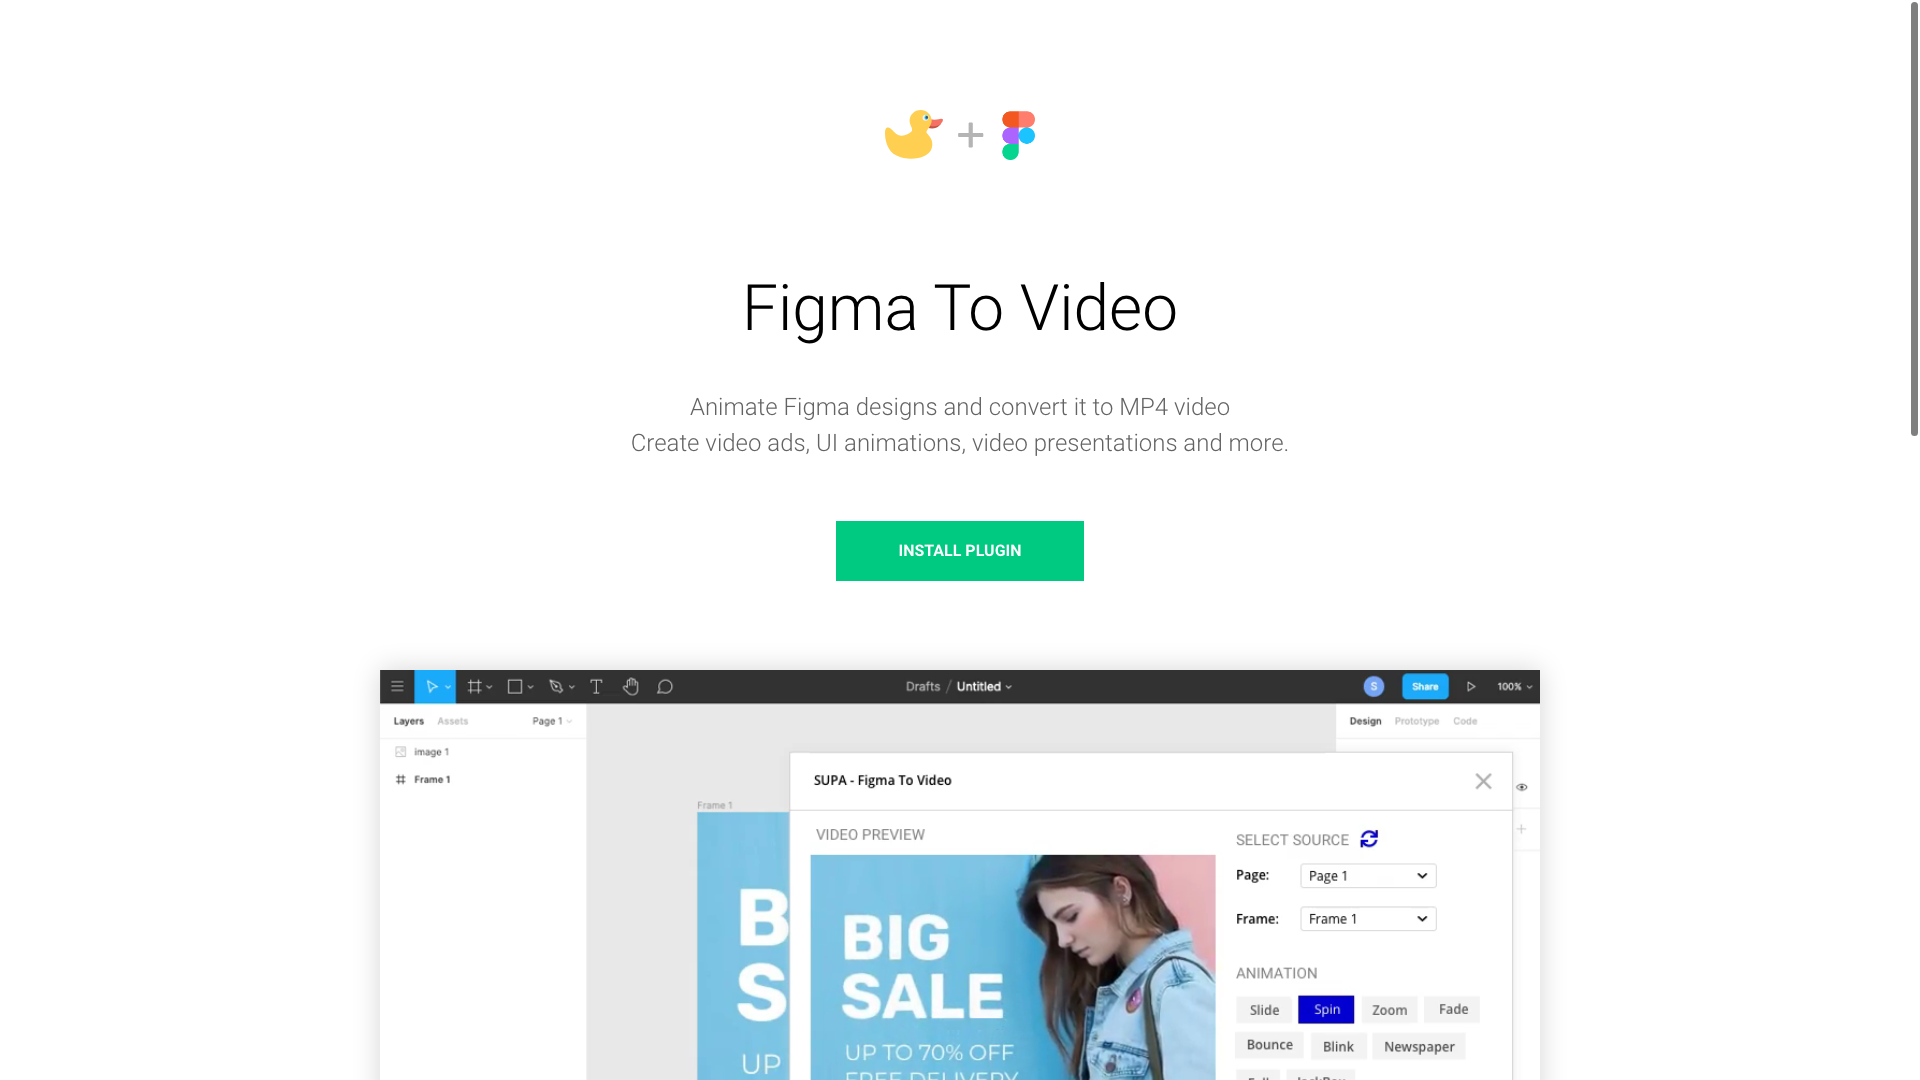 Figma To Video
Animate Figma designs and convert it to MP4 video
Create video ads, UI animations, video presentations and more.
INSTALL PLUGIN
Drafts / Untitled
S
Share
100%
Layers
Assets
Page 1
Design
Prototype
Code
image 1
Frame 1
Frame 1
SUPA - Figma To Video
VIDEO PREVIEW
SELECT SOURCE
Page:
Page 1
Frame:
Frame 1
B
S
UP
BIG
SALE
UP TO 70% OFF
FREE DELIVERY
ANIMATION
Slide
Spin
Zoom
Fade
Bounce
Blink
Newspaper